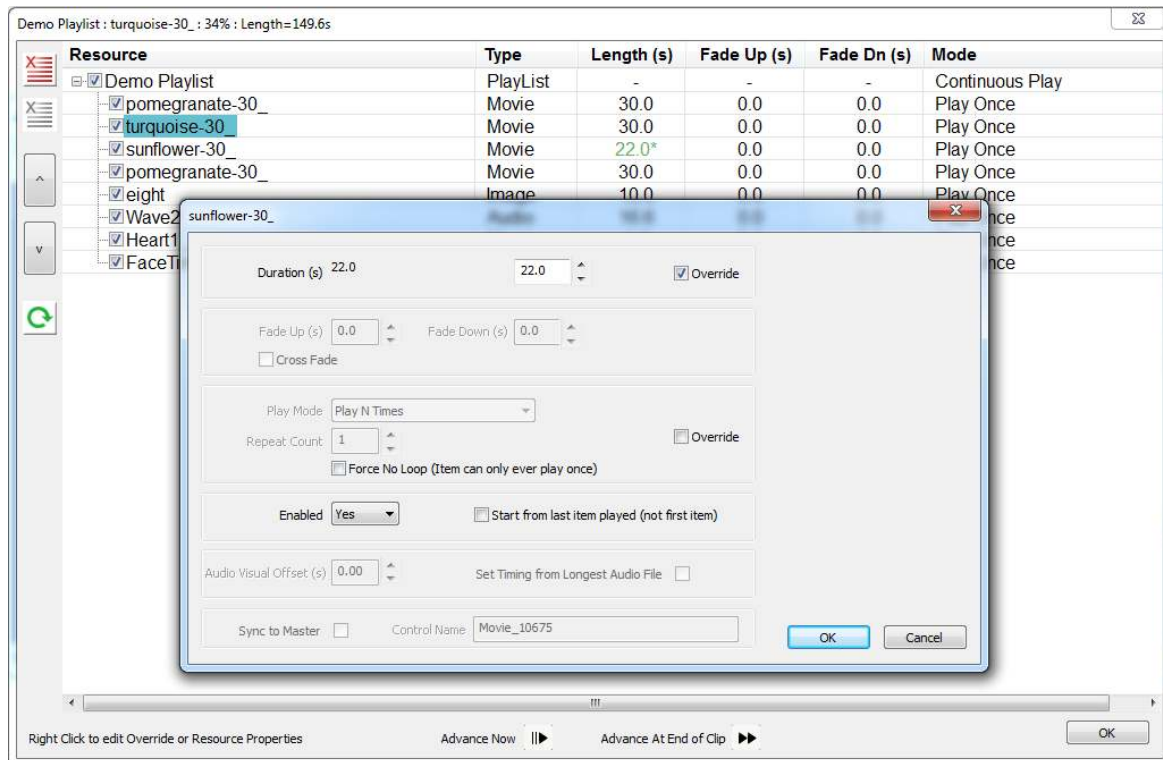 Demo Playlist : turquoise-30_ : 34% : Length=149.6s
Resource Type Length (s) Fade Up (s) Fade Dn (s) Mode
Demo Playlist PlayList - - - Continuous Play
pomegranate-30_ Movie 30.0 0.0 0.0 Play Once
turquoise-30_ Movie 30.0 0.0 0.0 Play Once
sunflower-30_ Movie 22.0* 0.0 0.0 Play Once
pomegranate-30_ Movie 30.0 0.0 0.0 Play Once
eight Image 10.0 0.0 0.0 Play Once
Wave2
Heart1
FaceTi
sunflower-30_
Duration (s) 22.0 22.0 Override
Fade Up (s) 0.0 Fade Down (s) 0.0
Cross Fade
Play Mode Play N Times
Repeat Count 1 Override
Force No Loop (Item can only ever play once)
Enabled Yes Start from last item played (not first item)
Audio Visual Offset (s) 0.00 Set Timing from Longest Audio File
Sync to Master Control Name Movie_10675
OK Cancel
Right Click to edit Override or Resource Properties Advance Now Advance At End of Clip OK